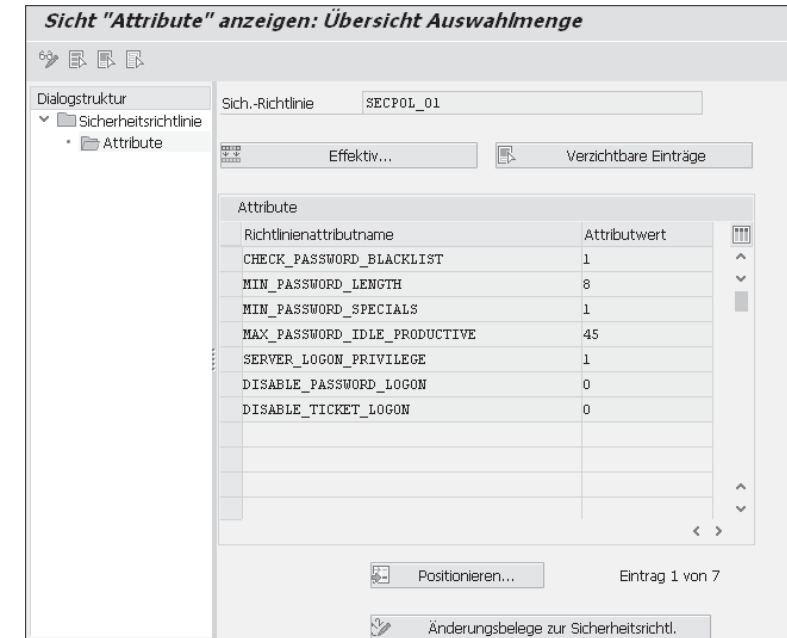 Sicht "Attribute" anzeigen: Übersicht Auswahlmenge
Dialogstruktur
Sicherheitsrichtlinie
Attribute
Sich.-Richtlinie SECPOL_01
Effektiv... Verzichtbare Einträge
Attribute
Richtlinienattributname Attributwert
CHECK_PASSWORD_BLACKLIST 1
MIN_PASSWORD_LENGTH 8
MIN_PASSWORD_SPECIALS 1
MAX_PASSWORD_IDLE_PRODUCTIVE 45
SERVER_LOGON_PRIVILEGE 1
DISABLE_PASSWORD_LOGON 0
DISABLE_TICKET_LOGON 0
Positionieren... Eintrag 1 von 7
Änderungsbelege zur Sicherheitsrichtl.